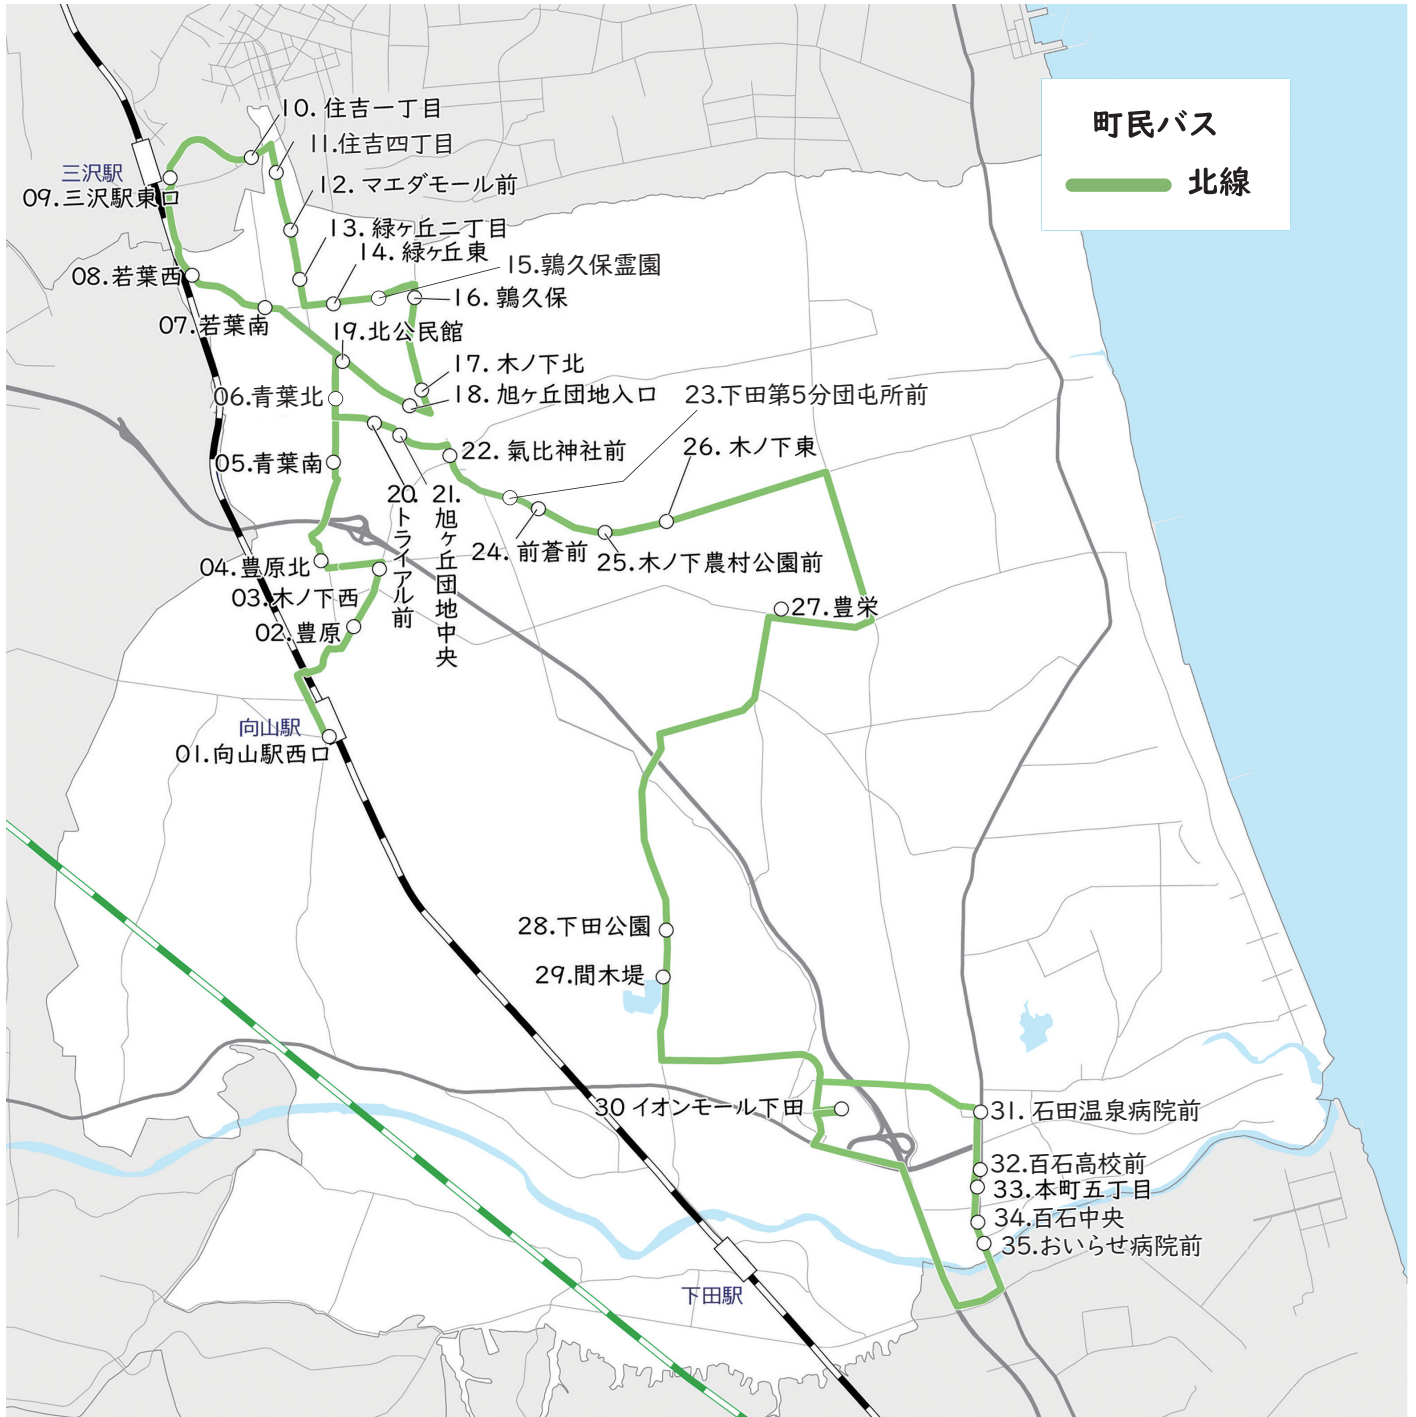 町民バス
北線
10.住吉一丁目
11.住吉四丁目
三沢駅
09.三沢駅東口
12.マエダモール前
13.緑ヶ丘二丁目
14.緑ヶ丘東
15.鶉久保霊園
08.若葉西
16.鶉久保
07.若葉南
19.北公民館
17.木ノ下北
06.青葉北
18.旭ヶ丘団地入口
23.下田第5分団屯所前
05.青葉南
22.氣比神社前
26.木ノ下東
20.トライアル前
21.旭ヶ丘団地中央
24.前蒼前
25.木ノ下農村公園前
04.豊原北
03.木ノ下西
02.豊原
27.豊栄
向山駅
01.向山駅西口
28.下田公園
29.間木堤
30 イオンモール下田
31.石田温泉病院前
32.百石高校前
33.本町五丁目
34.百石中央
35.おいらせ病院前
下田駅